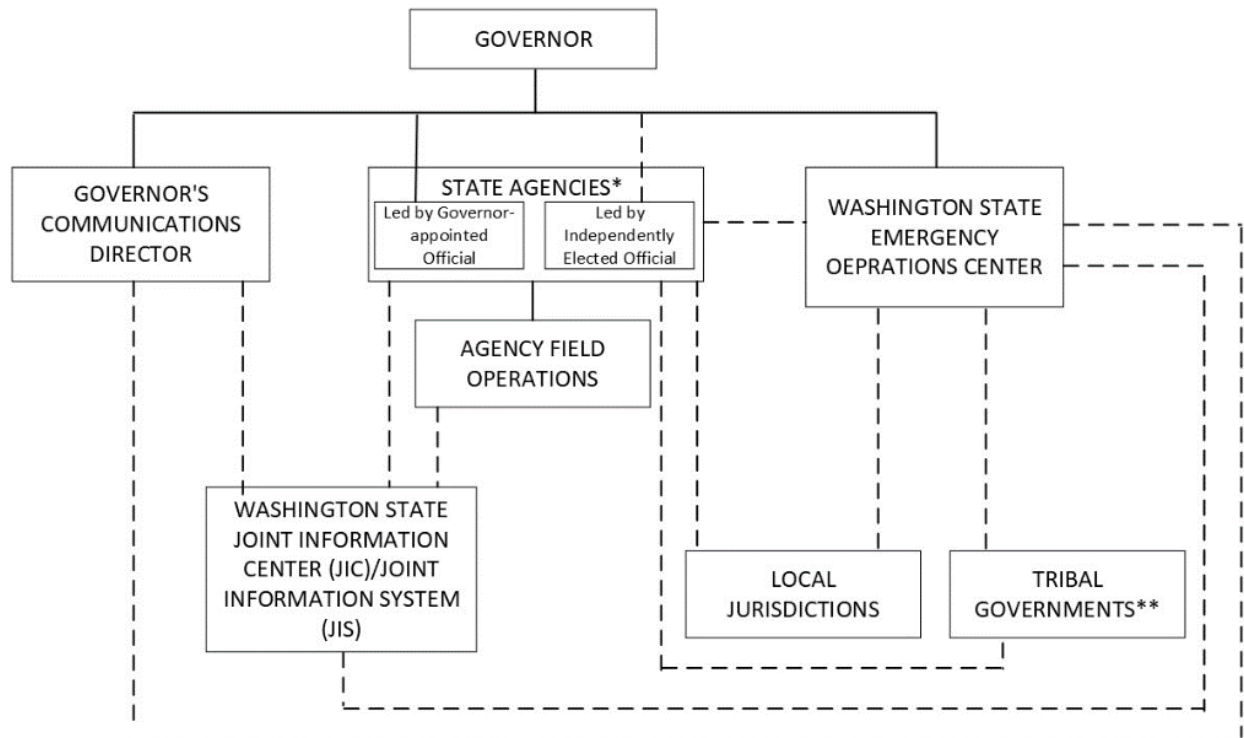 GOVERNOR
GOVERNOR'S
COMMUNICATIONS
DIRECTOR
STATE AGENCIES*
Led by Governor-
appointed
Official
Led by
Independently
Elected Official
WASHINGTON STATE
EMERGENCY
OEPRATIONS CENTER
AGENCY FIELD
OPERATIONS
WASHINGTON STATE
JOINT INFORMATION
CENTER (JIC)/JOINT
INFORMATION SYSTEM
(JIS)
LOCAL
JURISDICTIONS
TRIBAL
GOVERNMENTS**